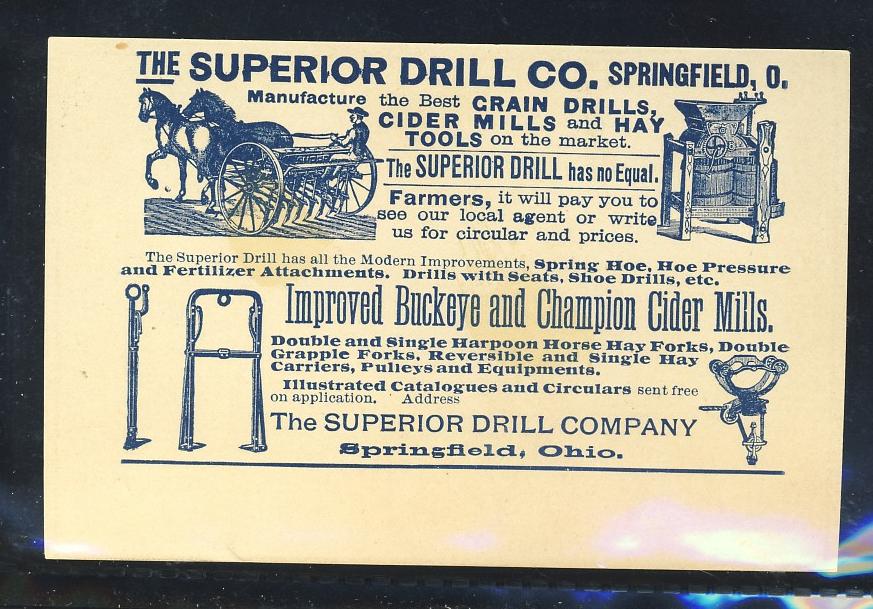 THE SUPERIOR DRILL CO. SPRINGFIELD, O.
Manufacture the Best GRAIN DRILLS,
CIDER MILLS and HAY
TOOLS on the market.
The SUPERIOR DRILL has no Equal.
Farmers, it will pay you to
see our local agent or write
us for circular and prices.
The Superior Drill has all the Modern Improvements, Spring Hoe, Hoe Pressure
and Fertilizer Attachments. Drills with Seats, Shoe Drills, etc.
Improved Buckeye and Champion Cider Mills.
Double and Single Harpoon Horse Hay Forks, Double
Grapple Forks. Reversible and Single Hay
Carriers, Pulleys and Equipments.
Illustrated Catalogues and Circulars sent free
on application. Address
The SUPERIOR DRILL COMPANY
Springfield, Ohio.